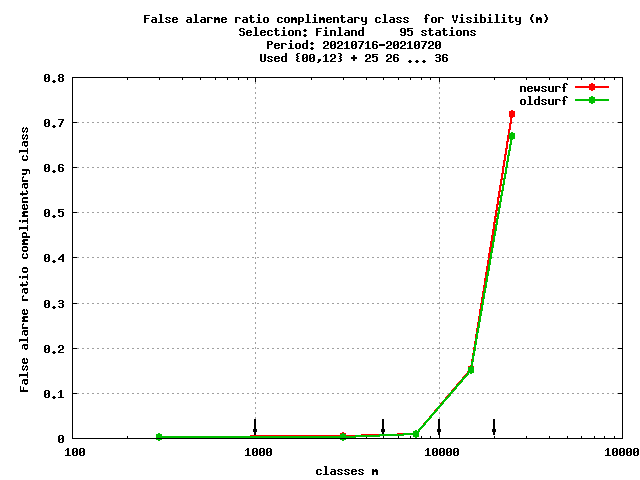 False alarme ratio complimentary class  for Visibility (m)
Selection: Finland     95 stations
Period: 20210716-20210720
Used {00,12} + 25 26 ... 36
newsurf
oldsurf
False alarme ratio complimentary class
0.8
0.7
0.6
0.5
0.4
0.3
0.2
0.1
0
100 1000 10000 10000
classes m